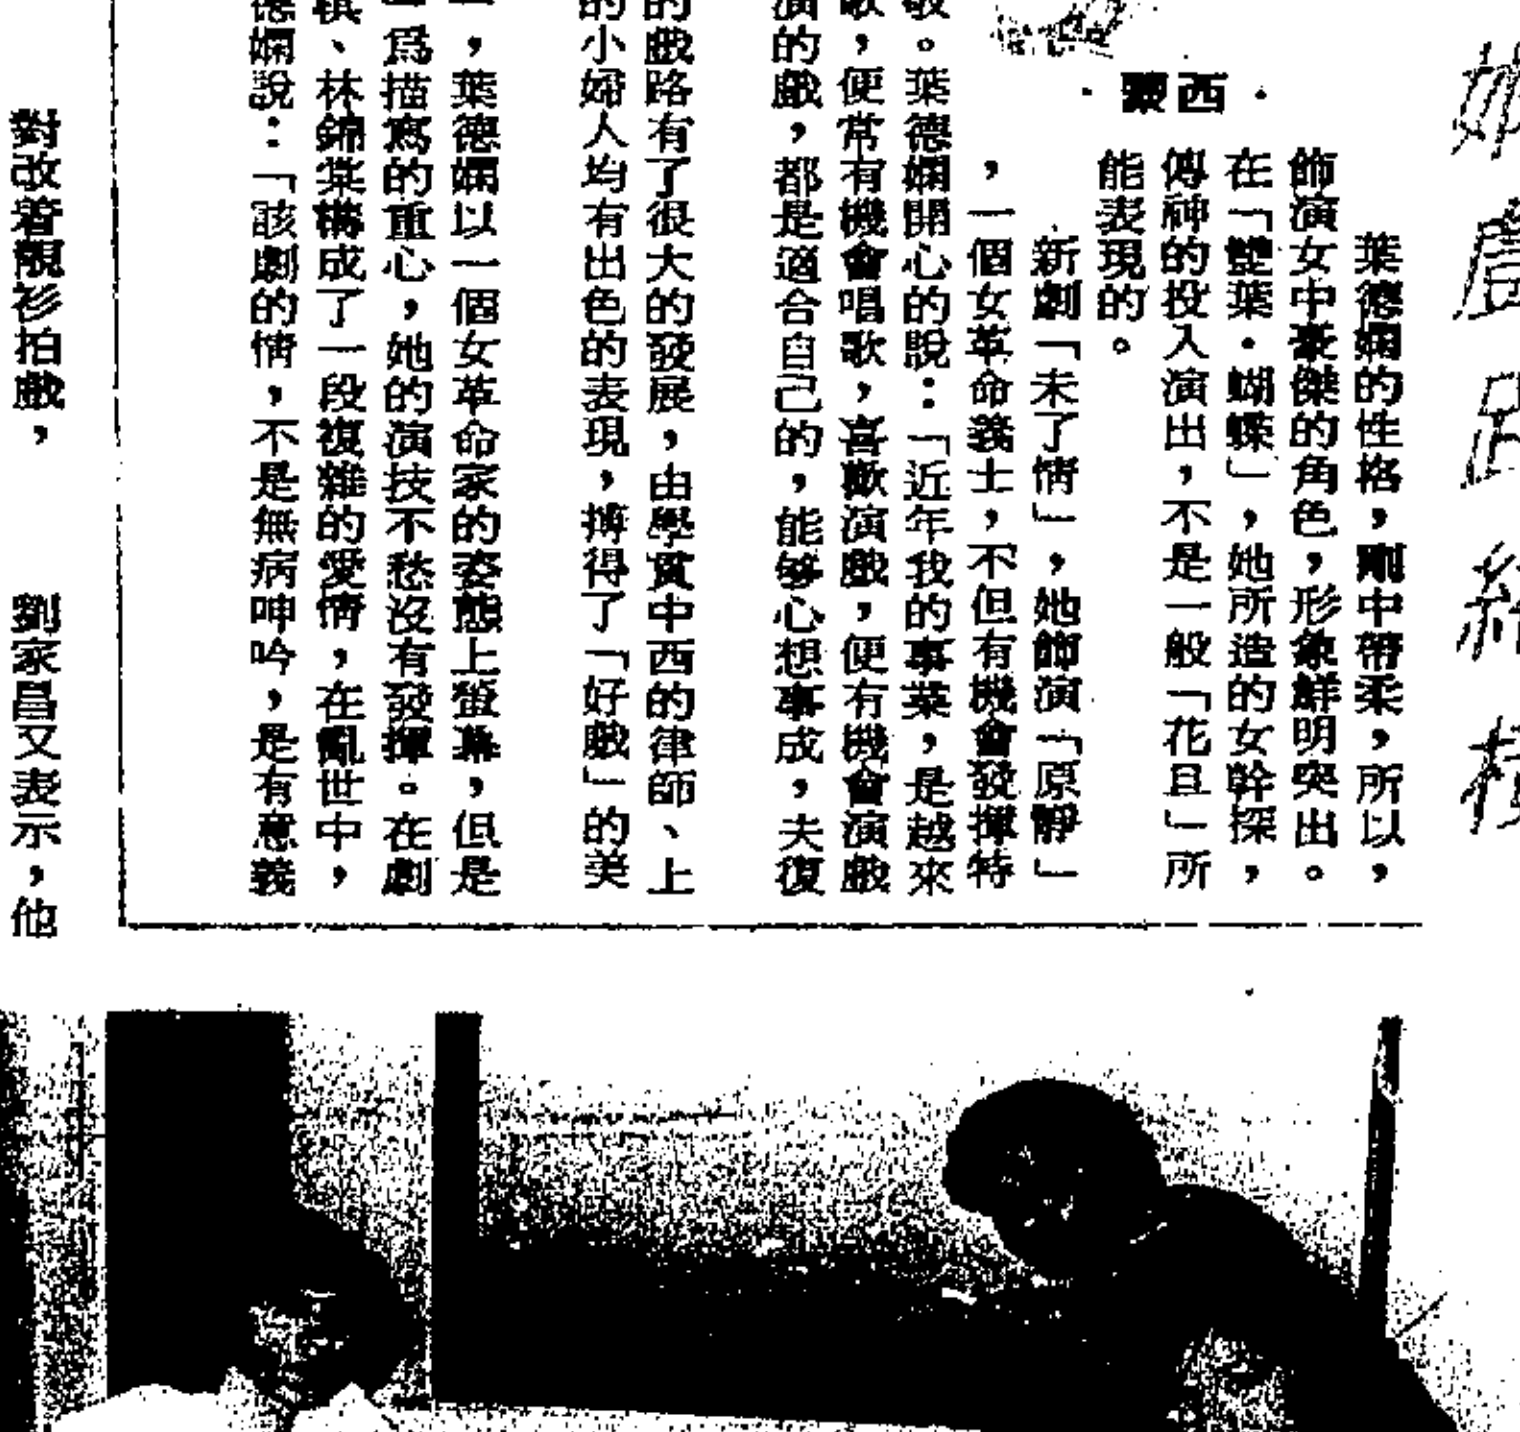 ·西蒙·
葉德嫻的性格，剛中帶柔，所以，
飾演女中豪傑的角色，形象鮮明突出。
在「雙葉·蝴蝶」，她所造的女幹探，
傳神的投入演出，不是一般「花旦」所
能表現的。
新劇「未了情」，她飾演「原靜」
，一個女革命義士，不但有機會發揮特
。葉德嫻開心的說：「近年我的事業，是越來
歌，便常有機會唱歌，喜歡演戲，便有機會演戲
演的戲，都是適合自己的，能够心想事成，夫復
的戲路有了很大的發展，由學貫中西的律師、上
的小婦人均有出色的表現，搏得了「好戲」的美
，葉德嫻以一個女革命家的姿態上螢幕，但是
」爲描寫的重心，她的演技不愁沒有發揮。在劇
、林錦棠構成了一段複雜的愛情，在亂世中，
德嫻說：「該劇的情，不是無病呻吟，是有意義
對改着靚衫拍戲，
劉家昌又表示，他